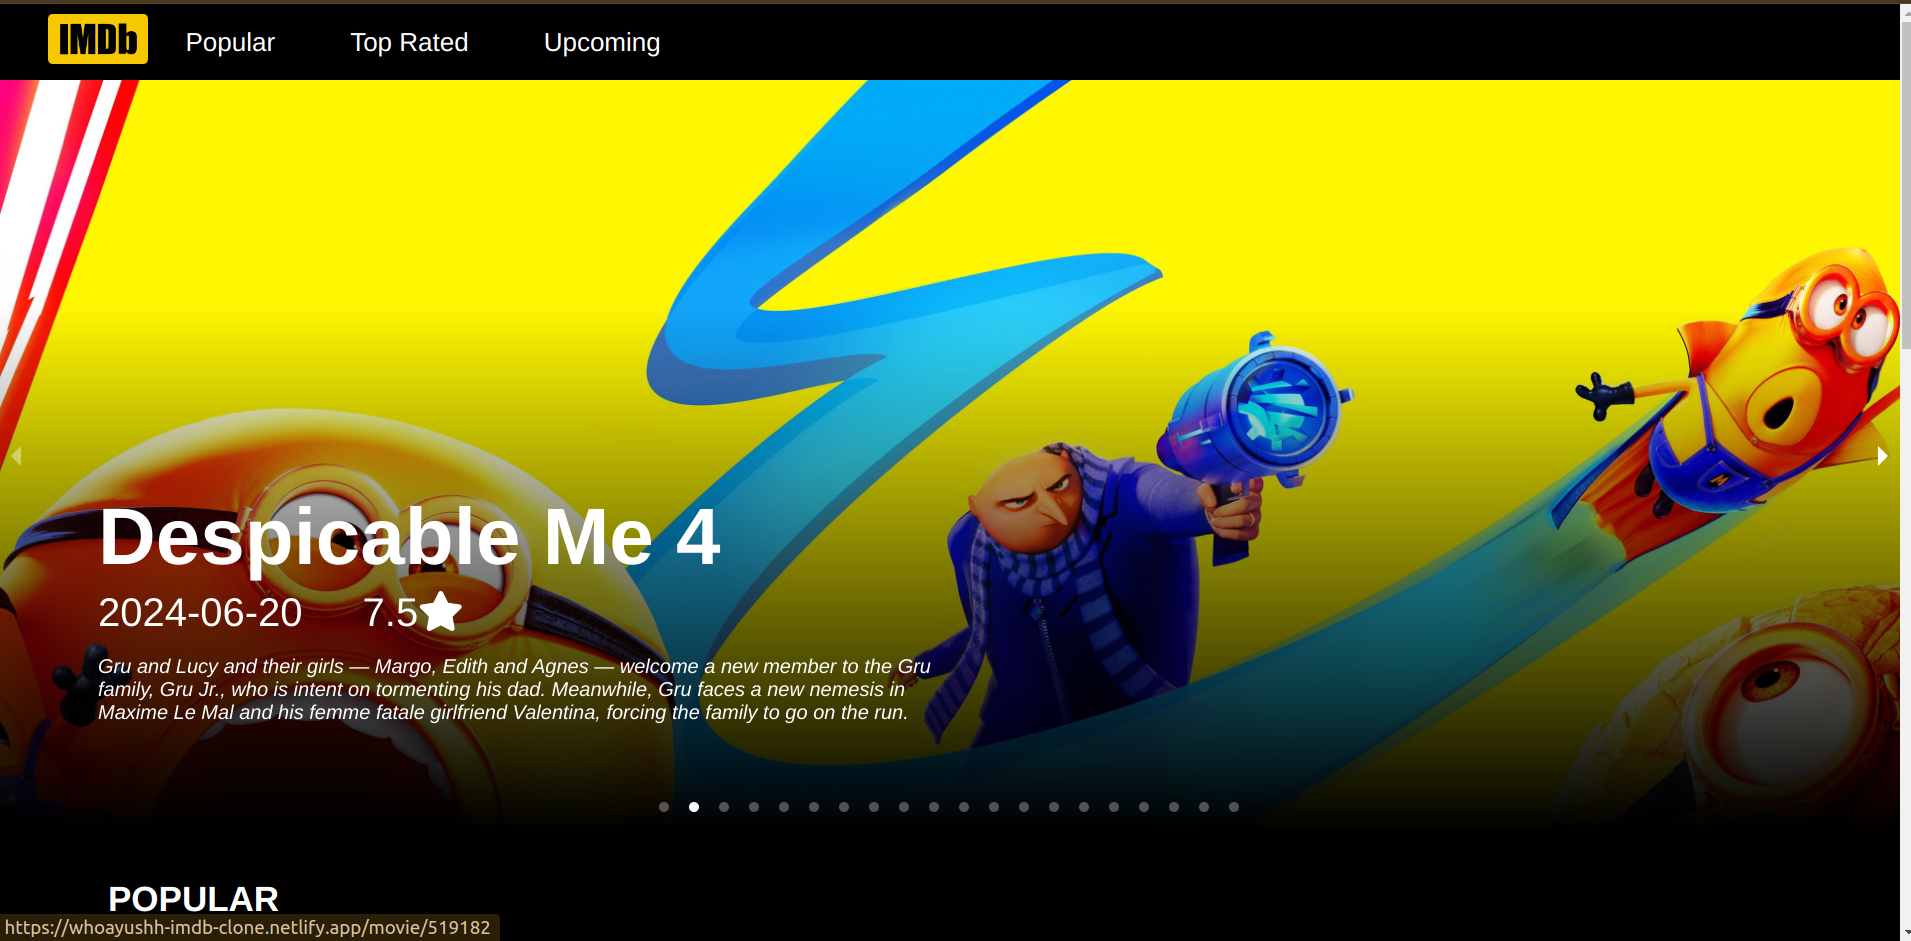 IMDb Popular Top Rated Upcoming
Despicable Me 4
2024-06-20 7.5
Gru and Lucy and their girls — Margo, Edith and Agnes — welcome a new member to the Gru
family, Gru Jr., who is intent on tormenting his dad. Meanwhile, Gru faces a new nemesis in
Maxime Le Mal and his femme fatale girlfriend Valentina, forcing the family to go on the run.
POPULAR
https://whoayushh-imdb-clone.netlify.app/movie/519182